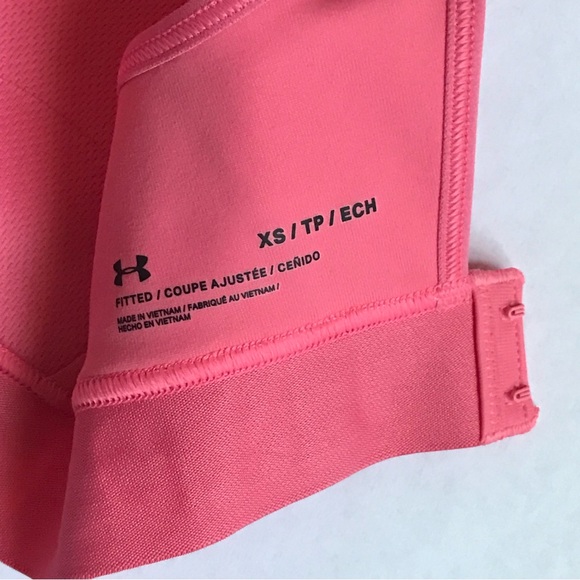 XS / TP / ECH
FITTED / COUPE AJUSTÉE / CEÑIDO
MADE IN VIETNAM / FABRIQUÉ AU VIETNAM /
HECHO EN VIETNAM